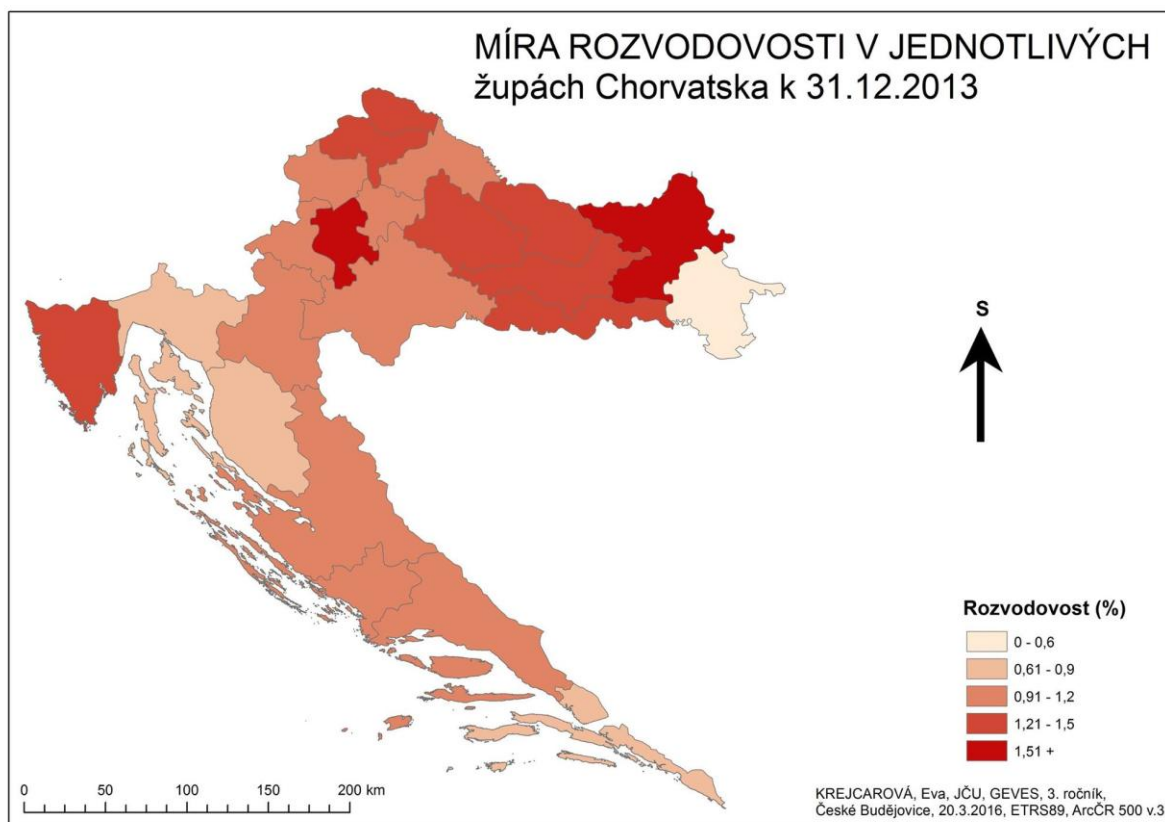 MÍRA ROZVODOVOSTI V JEDNOTLIVÝCH
župách Chorvatska k 31.12.2013
S
Rozvodovost (%)
0 - 0,6
0,61 - 0,9
0,91 - 1,2
1,21 - 1,5
1,51 +
0 50 100 150 200 km
KREJCAROVÁ, Eva, JČU, GEVES, 3. ročník,
České Budějovice, 20.3.2016, ETRS89, ArcČR 500 v.3